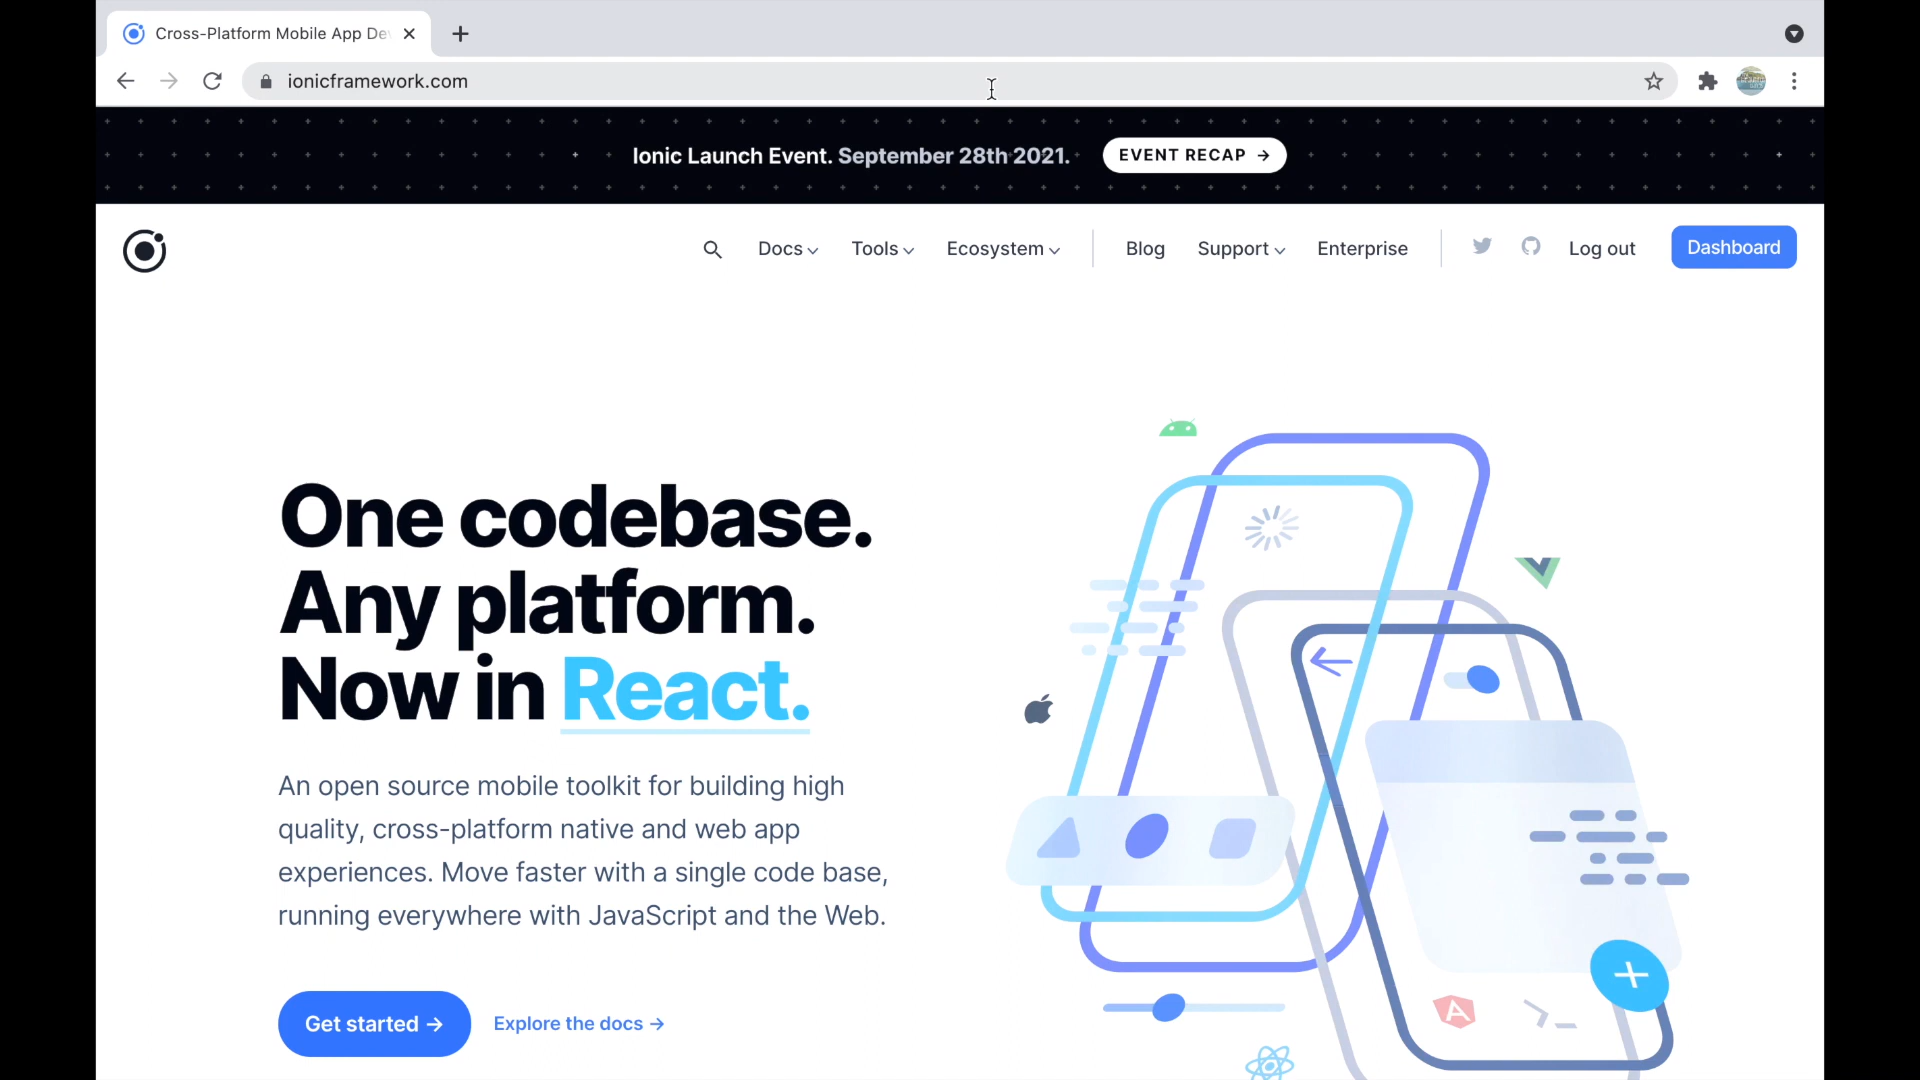 Cross-Platform Mobile App De
ionicframework.com
Ionic Launch Event. September 28th 2021. EVENT RECAP →
Docs Tools Ecosystem Blog Support Enterprise Log out Dashboard
One codebase.
Any platform.
Now in React.
An open source mobile toolkit for building high
quality, cross-platform native and web app
experiences. Move faster with a single code base,
running everywhere with JavaScript and the Web.
Get started → Explore the docs →